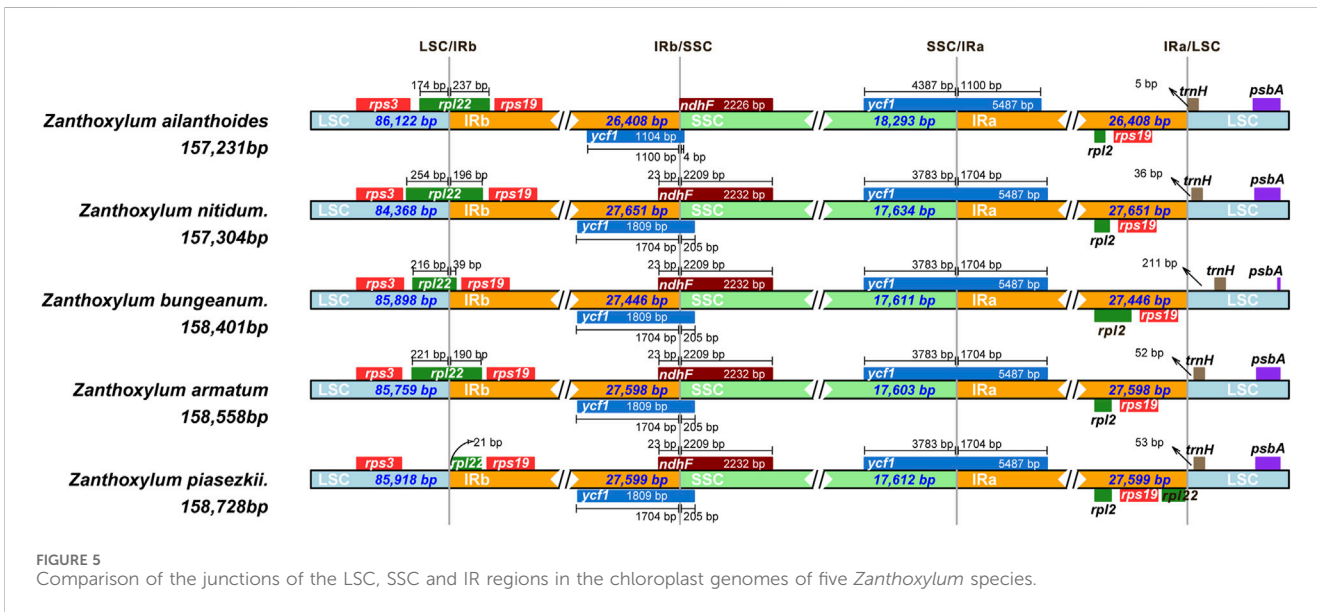 LSC/IRb IRb/SSC SSC/IRa IRa/LSC
174 bp 237 bp 4387 bp 1100 bp 5 bp trnH psbA
rps3 rpl22 rps19 ndhF 2226 bp ycf1 5487 bp
Zanthoxylum ailanthoides LSC 86,122 bp IRb 26,408 bp SSC 18,293 bp IRa 26,408 bp LSC
157,231bp ycf1 1104 bp rpl2 rps19
1100 bp 4 bp
254 bp 196 bp 23 bp 2209 bp 3783 bp 1704 bp 36 bp trnH psbA
rps3 rpl22 rps19 ndhF 2232 bp ycf1 5487 bp
Zanthoxylum nitidum. LSC 84,368 bp IRb 27,651 bp SSC 17,634 bp IRa 27,651 bp LSC
157,304bp ycf1 1809 bp rpl2 rps19
1704 bp 205 bp
216 bp 39 bp 23 bp 2209 bp 3783 bp 1704 bp 211 bp trnH psbA
rps3 rpl22 rps19 ndhF 2232 bp ycf1 5487 bp
Zanthoxylum bungeanum. LSC 85,898 bp IRb 27,446 bp SSC 17,611 bp IRa 27,446 bp LSC
158,401bp ycf1 1809 bp rpl2 rps19
1704 bp 205 bp
221 bp 190 bp 23 bp 2209 bp 3783 bp 1704 bp 52 bp trnH psbA
rps3 rpl22 rps19 ndhF 2232 bp ycf1 5487 bp
Zanthoxylum armatum LSC 85,759 bp IRb 27,598 bp SSC 17,603 bp IRa 27,598 bp LSC
158,558bp ycf1 1809 bp rpl2 rps19
1704 bp 205 bp
21 bp 23 bp 2209 bp 3783 bp 1704 bp 53 bp trnH psbA
rps3 rpl22 rps19 ndhF 2232 bp ycf1 5487 bp
Zanthoxylum piasezkii. LSC 85,918 bp IRb 27,599 bp SSC 17,612 bp IRa 27,599 bp LSC
158,728bp ycf1 1809 bp rpl2 rps19 rpl22
1704 bp 205 bp
FIGURE 5
Comparison of the junctions of the LSC, SSC and IR regions in the chloroplast genomes of five Zanthoxylum species.